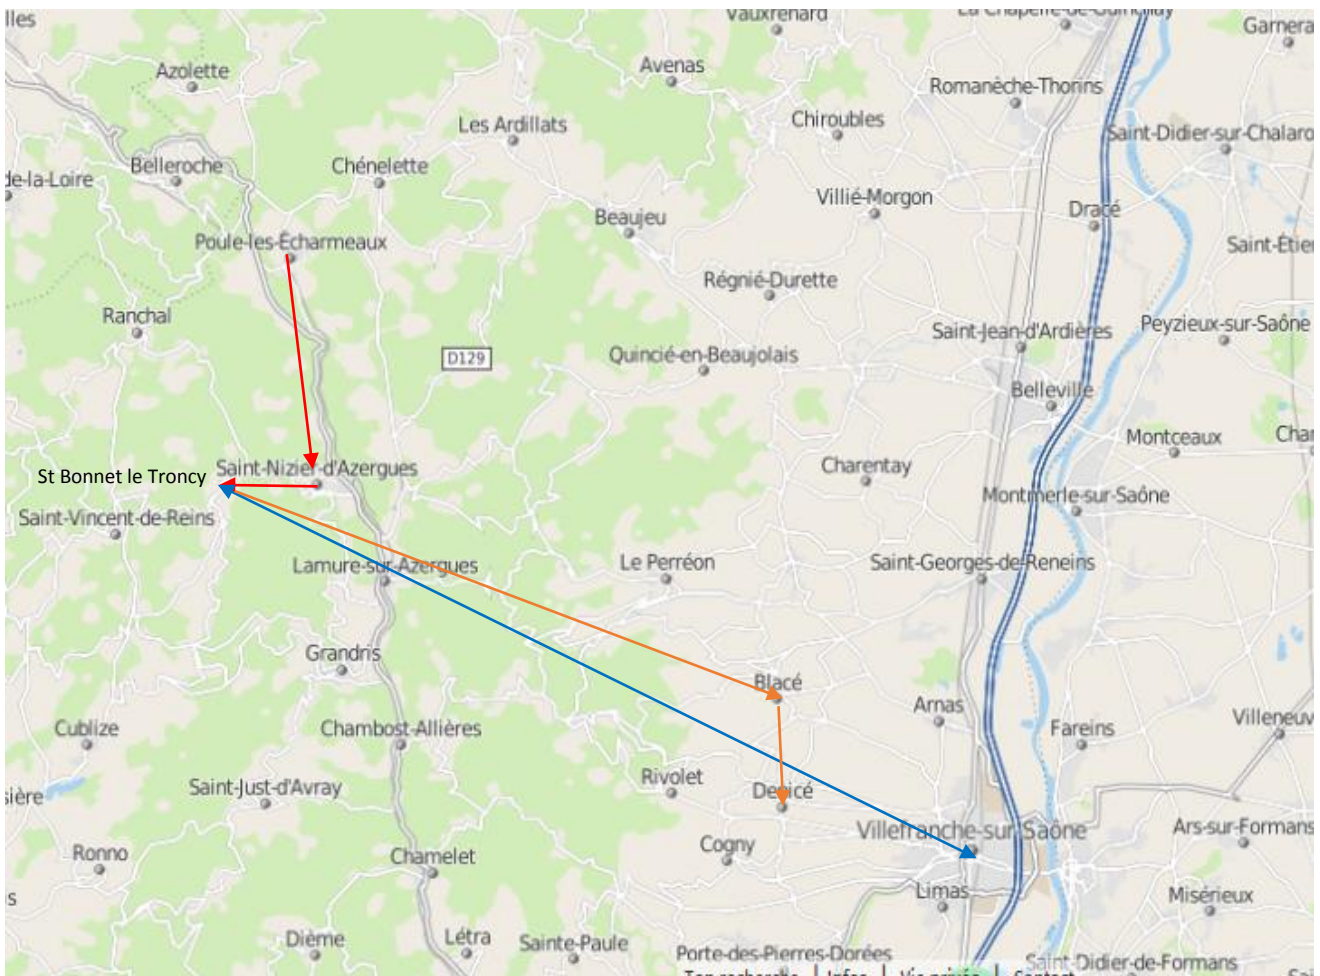 lles
Vauxrenard
La Chapelle-de-Guinchay
Garnera
Azolette
Avenas
Romanèche-Thorins
Les Ardillats
Chiroubles
Saint-Didier-sur-Chalaro
Belleroche
Chénelette
de-la-Loire
Villié-Morgon
Dracé
Beaujeu
Poule-les-Écharmeaux
Saint-Étie
Régnié-Durette
Ranchal
Saint-Jean-d'Ardières
Peyzieux-sur-Saône
D129
Quincié-en-Beaujolais
Belleville
Montceaux
Cha
St Bonnet le Troncy
Saint-Nizier-d'Azergues
Charentay
Montmerle-sur-Saône
Saint-Vincent-de-Reins
Lamure-sur-Azergues
Le Perréon
Saint-Georges-de-Reneins
Grandris
Blacé
Arnas
Villeneuv
Cublize
Chambost-Allières
Fareins
Rivolet
Saint-Just-d'Avray
Denicé
sière
Villefranche-sur-Saône
Ars-sur-Formans
Ronno
Chamelet
Cogny
s
Limas
Misérieux
Dième
Létra
Sainte-Paule
Porte-des-Pierres-Dorées
Saint-Didier-de-Formans